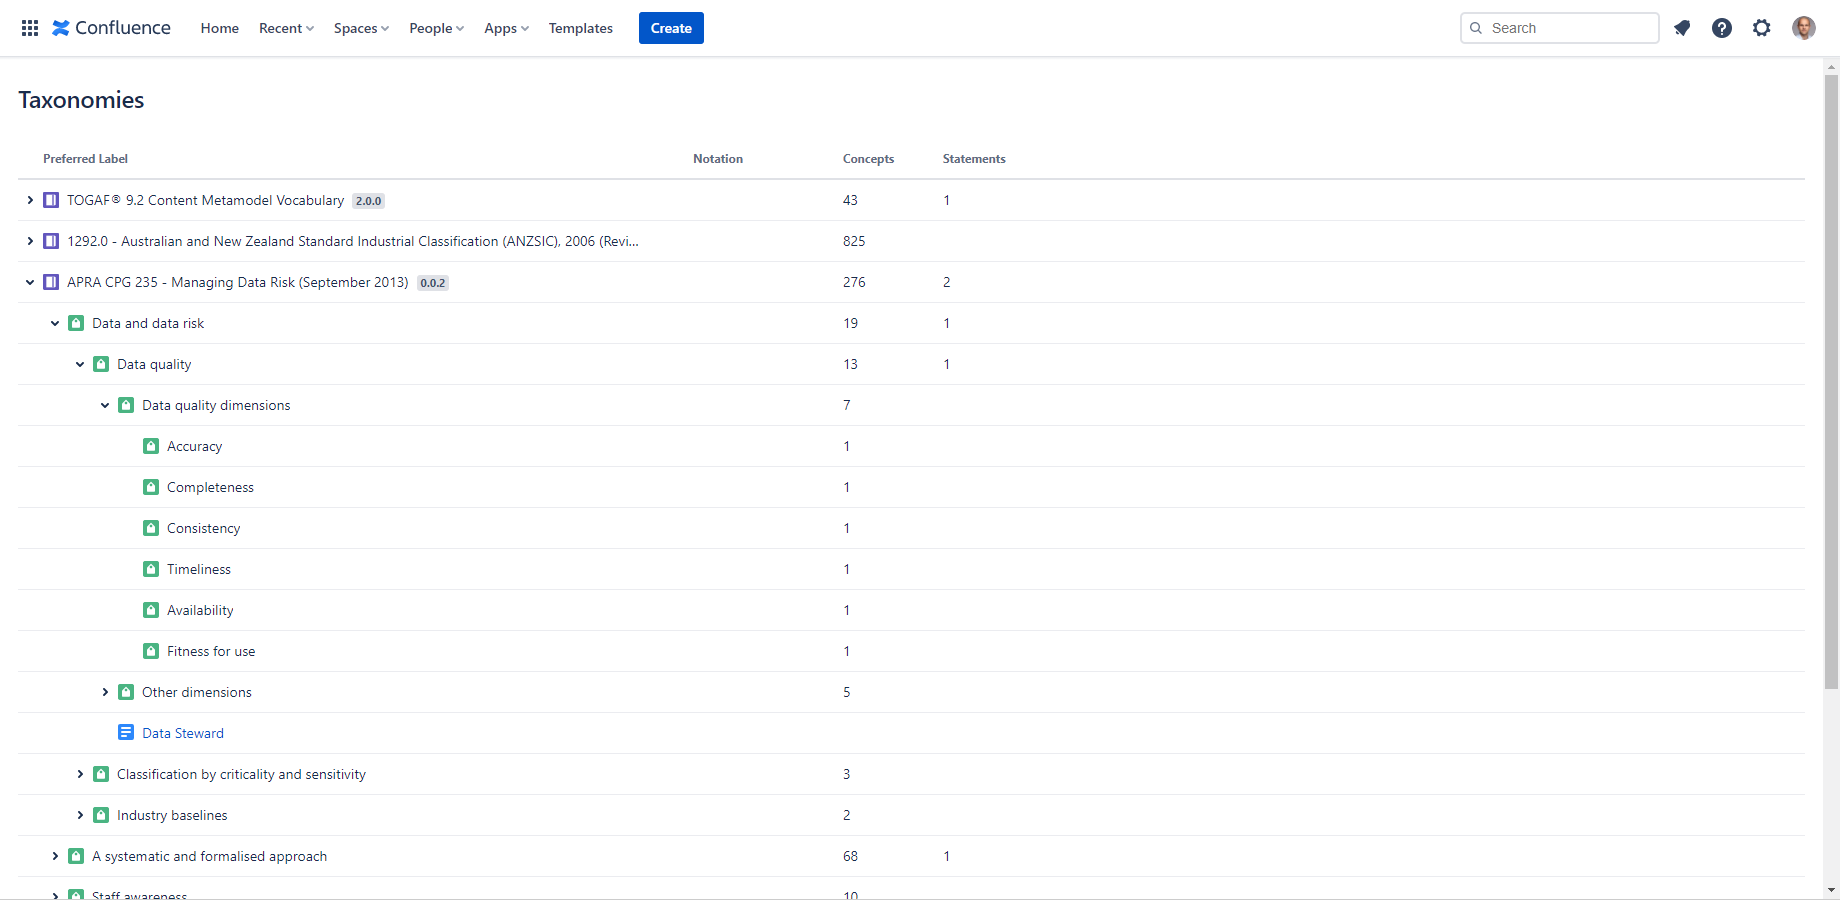 Confluence Home Recent Spaces People Apps Templates Create Search
Taxonomies
Preferred Label Notation Concepts Statements
TOGAF® 9.2 Content Metamodel Vocabulary 2.0.0 43 1
1292.0 - Australian and New Zealand Standard Industrial Classification (ANZSIC), 2006 (Revi... 825
APRA CPG 235 - Managing Data Risk (September 2013) 0.0.2 276 2
Data and data risk 19 1
Data quality 13 1
Data quality dimensions 7
Accuracy 1
Completeness 1
Consistency 1
Timeliness 1
Availability 1
Fitness for use 1
Other dimensions 5
Data Steward
Classification by criticality and sensitivity 3
Industry baselines 2
A systematic and formalised approach 68 1
Staff awareness 10